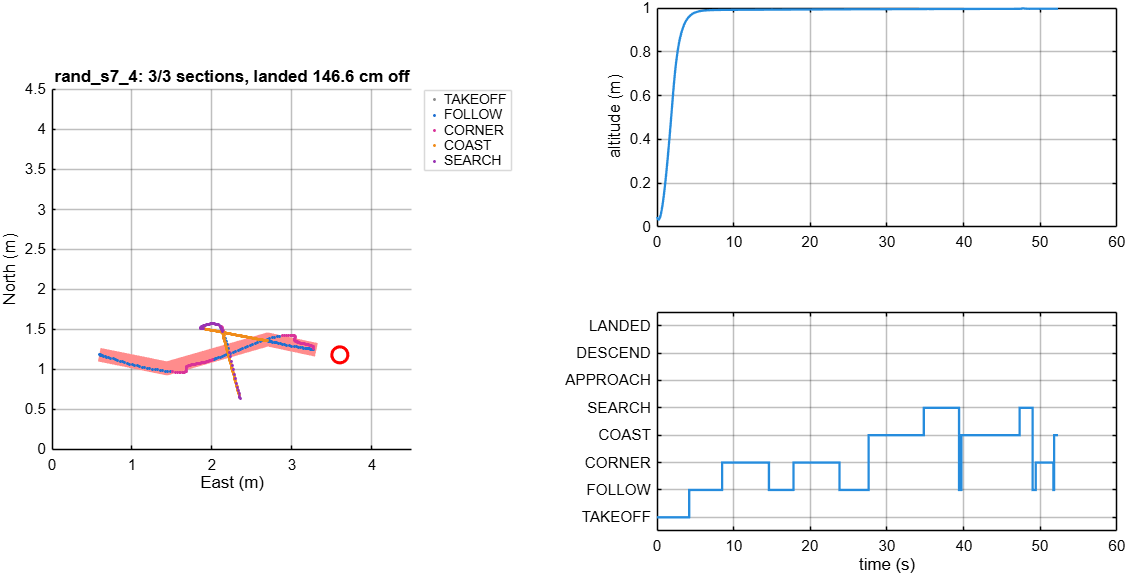 rand_s7_4: 3/3 sections, landed 146.6 cm off
4.5
4
3.5
3
2.5
2
1.5
1
0.5
0
0
1
2
3
4
North (m)
East (m)
TAKEOFF
FOLLOW
CORNER
COAST
SEARCH
1
0.8
0.6
0.4
0.2
0
altitude (m)
0
10
20
30
40
50
60
LANDED
DESCEND
APPROACH
SEARCH
COAST
CORNER
FOLLOW
TAKEOFF
0
10
20
30
40
50
60
time (s)